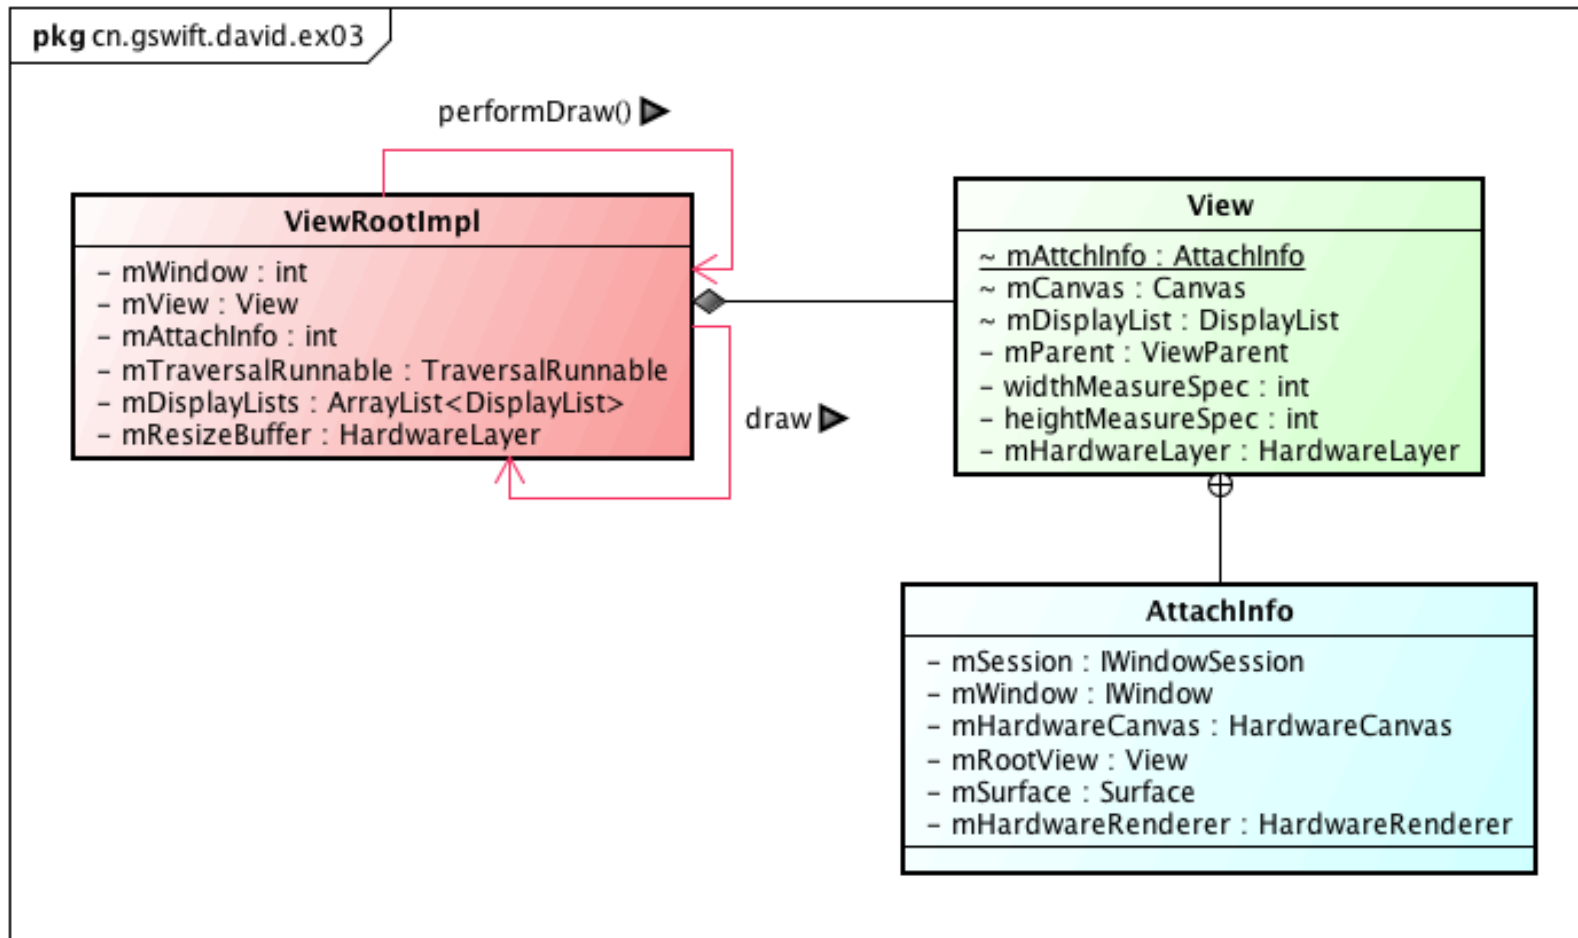 pkg cn.gswift.david.ex03
performDraw()
ViewRootImpl
- mWindow : int
- mView : View
- mAttachInfo : int
- mTraversalRunnable : TraversalRunnable
- mDisplayLists : ArrayList<DisplayList>
- mResizeBuffer : HardwareLayer
draw
View
~ mAttchInfo : AttachInfo
~ mCanvas : Canvas
~ mDisplayList : DisplayList
- mParent : ViewParent
- widthMeasureSpec : int
- heightMeasureSpec : int
- mHardwareLayer : HardwareLayer
AttachInfo
- mSession : IWindowSession
- mWindow : IWindow
- mHardwareCanvas : HardwareCanvas
- mRootView : View
- mSurface : Surface
- mHardwareRenderer : HardwareRenderer